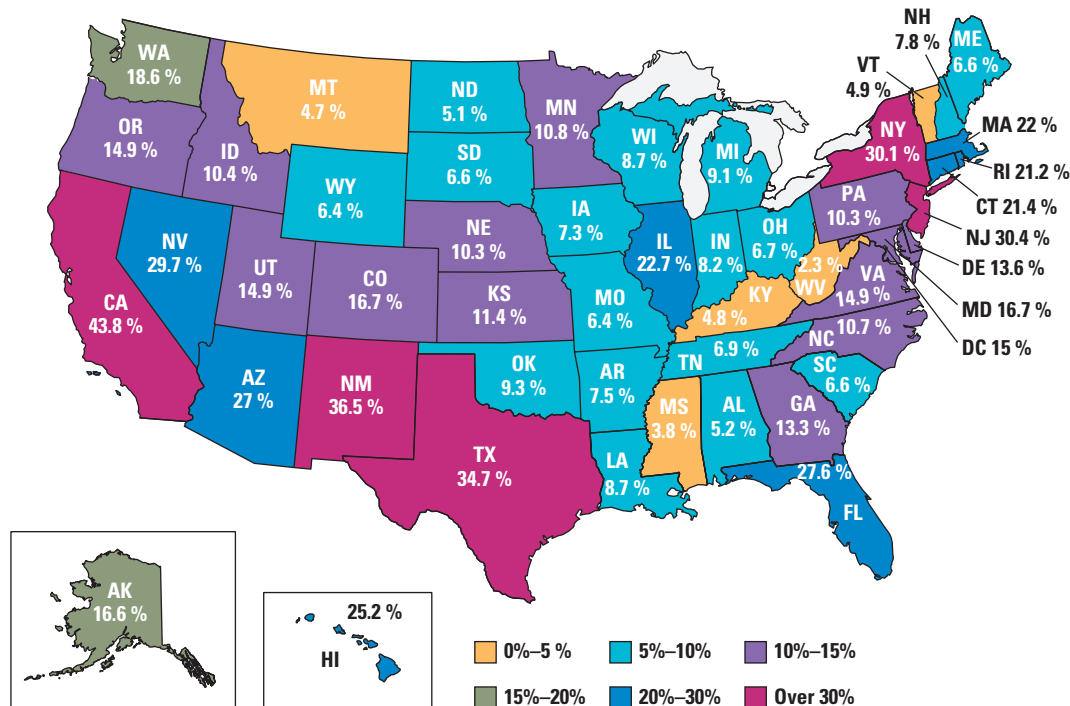 WA
18.6 %
MT
4.7 %
ND
5.1 %
MN
10.8 %
NH
7.8 %
ME
6.6 %
VT
4.9 %
OR
14.9 %
ID
10.4 %
SD
6.6 %
WI
8.7 %
MI
9.1 %
NY
30.1 %
MA 22 %
RI 21.2 %
CT 21.4 %
NJ 30.4 %
DE 13.6 %
MD 16.7 %
DC 15 %
WY
6.4 %
NE
10.3 %
IA
7.3 %
PA
10.3 %
NV
29.7 %
UT
14.9 %
CO
16.7 %
KS
11.4 %
IL
22.7 %
IN
8.2 %
OH
6.7 %
2.3 %
WV
VA
14.9 %
CA
43.8 %
MO
6.4 %
KY
4.8 %
10.7 %
NC
AZ
27 %
NM
36.5 %
OK
9.3 %
AR
7.5 %
6.9 %
TN
SC
6.6 %
MS
3.8 %
AL
5.2 %
GA
13.3 %
TX
34.7 %
LA
8.7 %
27.6 %
FL
AK
16.6 %
25.2 %
HI
0%–5 %
5%–10%
10%–15%
15%–20%
20%–30%
Over 30%